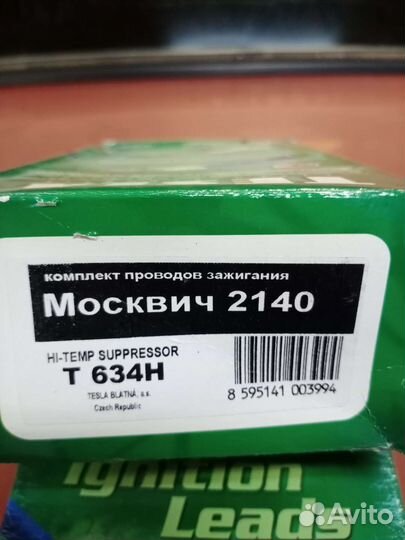 комплект проводов зажигания
Москвич 2140
HI-TEMP SUPPRESSOR
T 634H
TESLA BLATNÁ, a.s.
Czech Republic
8 595141 003994
Ignition
Leads
Avito